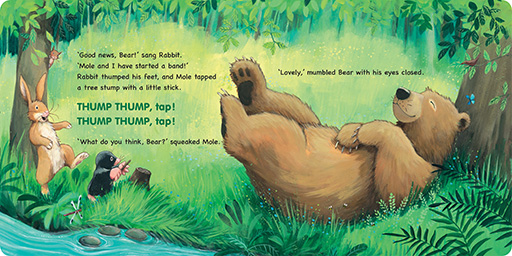 'Good news, Bear!' sang Rabbit.
'Mole and I have started a band!'
Rabbit thumped his feet, and Mole tapped
a tree stump with a little stick.
THUMP THUMP, tap!
THUMP THUMP, tap!
'What do you think, Bear?' squeaked Mole.
'Lovely,' mumbled Bear with his eyes closed.